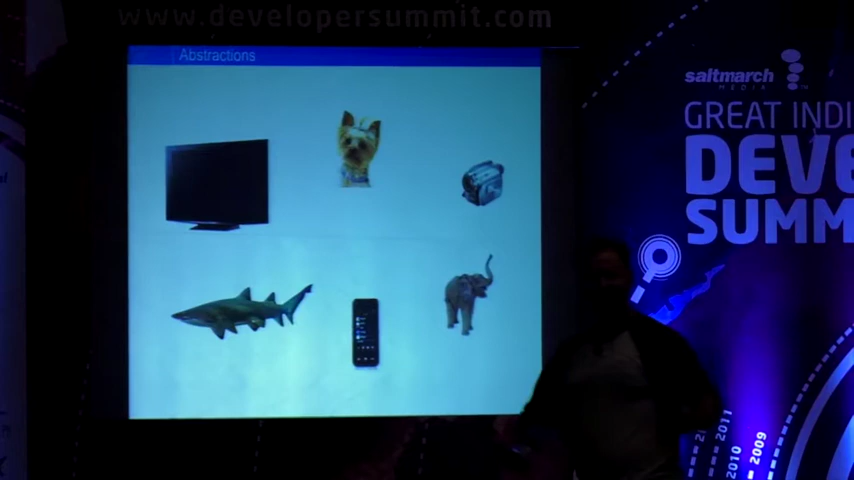 www.developersummit.com
Abstractions
saltmarch
MEDIA
GREAT INDI
DEVE
SUMM
2011
2010
2009